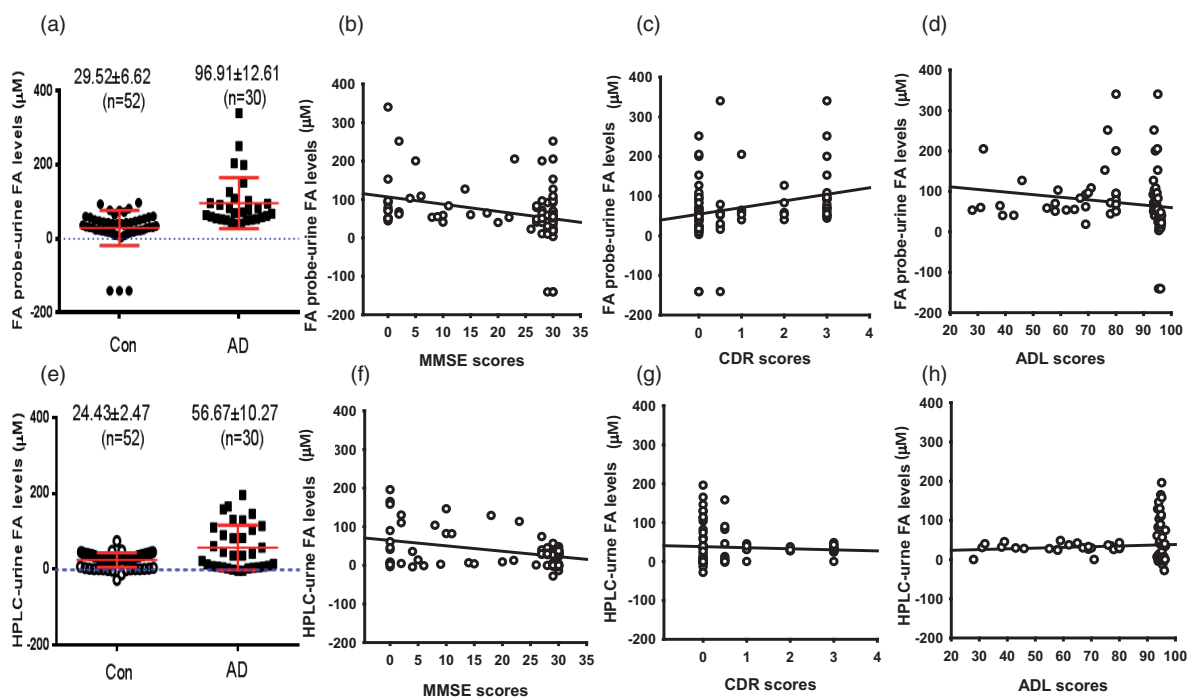 (a)
29.52±6.62
(n=52)
96.91±12.61
(n=30)
FA probe-urine FA levels (µM)
400
200
0
-200
Con
AD
(b)
FA probe-urine FA levels (µM)
400
300
200
100
0
-100
-200
0 5 10 15 20 25 30 35
MMSE scores
(c)
FA probe-urine FA levels (µM)
400
300
200
100
0
-100
-200
0 1 2 3 4
CDR scores
(d)
FA probe-urine FA levels (µM)
400
300
200
100
0
-100
-200
20 30 40 50 60 70 80 90 100
ADL scores
(e)
24.43±2.47
(n=52)
56.67±10.27
(n=30)
HPLC-urine FA levels (µM)
400
200
0
-200
Con
AD
(f)
HPLC-urne FA levels (µM)
400
300
200
100
0
-100
-200
0 5 10 15 20 25 30 35
MMSE scores
(g)
HPLC-urne FA levels (µM)
400
300
200
100
0
-100
-200
0 1 2 3 4
CDR scores
(h)
HPLC-urne FA levels (µM)
400
300
200
100
0
-100
-200
20 30 40 50 60 70 80 90 100
ADL scores